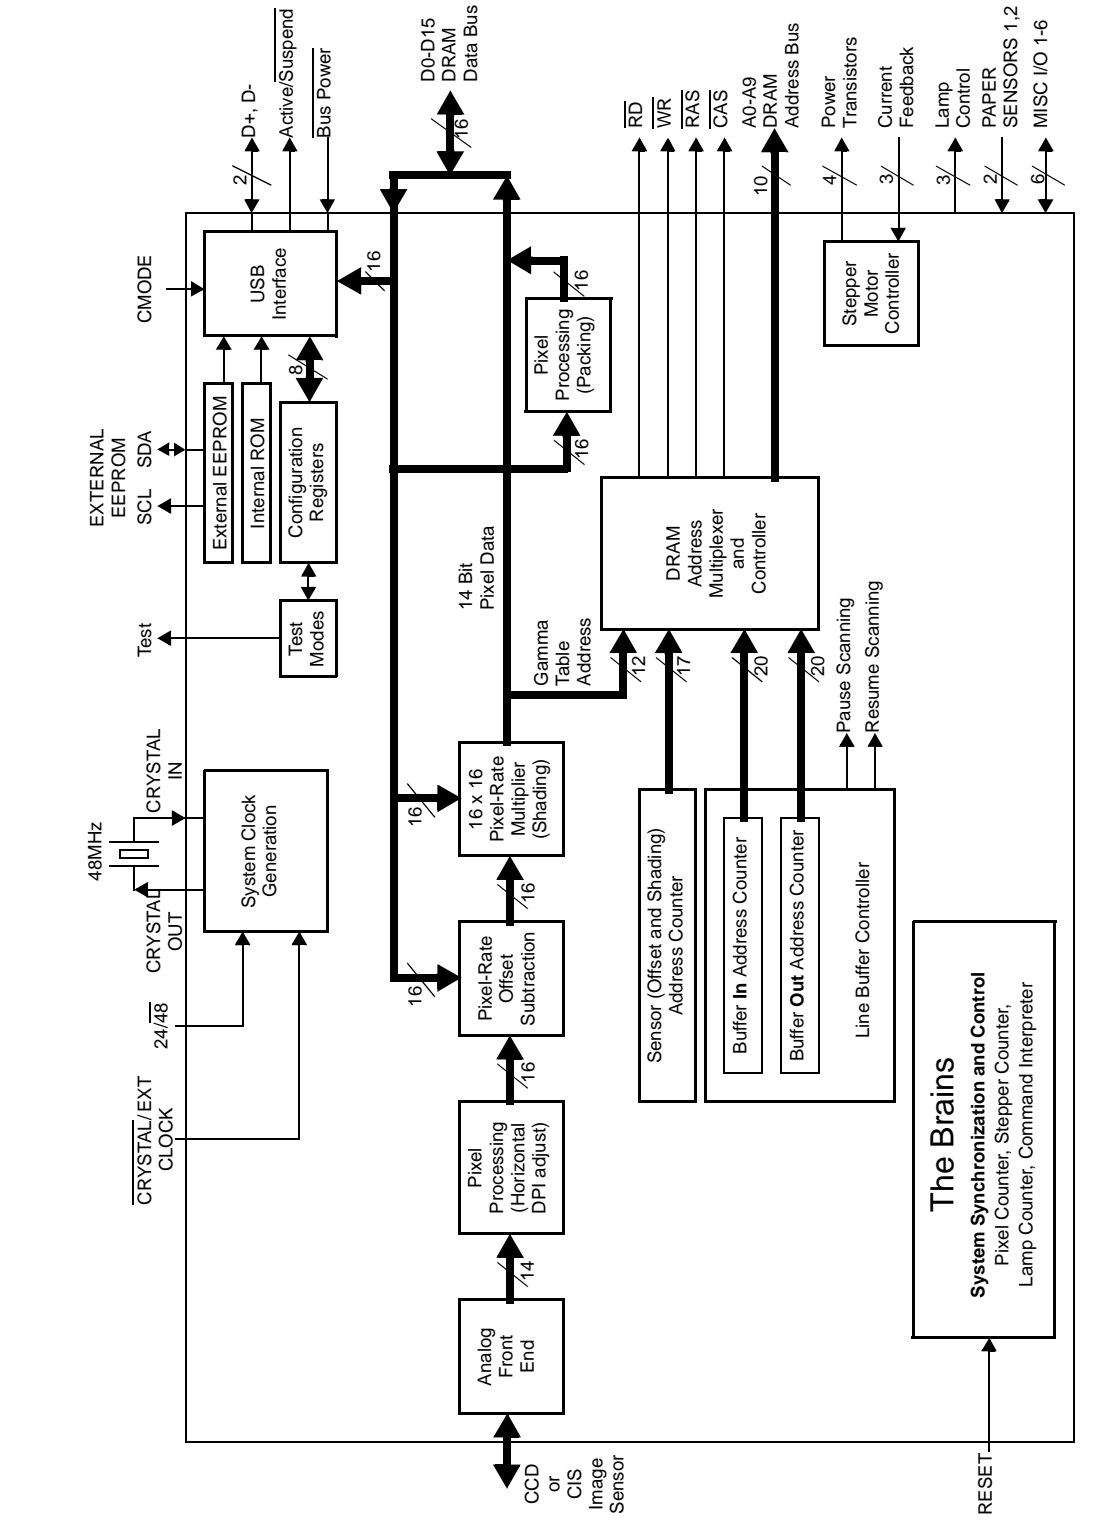 CCD
or
CIS
Image
Sensor
RESET
Analog
Front
End
14
Pixel
Processing
(Horizontal
DPI adjust)
16
Pixel-Rate
Offset
Subtraction
16
16
16 x 16
Pixel-Rate
Multiplier
(Shading)
16
CRYSTAL/EXT
CLOCK
24/48
CRYSTAL
OUT
48MHz
CRYSTAL
IN
System Clock
Generation
Test
Test
Modes
EXTERNAL
EEPROM
SCL
SDA
External EEPROM
Internal ROM
Configuration
Registers
8
CMODE
USB
Interface
16
2
D+, D-
Active/Suspend
Bus Power
D0-D15
DRAM
Data Bus
16
14 Bit
Pixel Data
16
Pixel
Processing
(Packing)
16
Gamma
Table
Address
12
17
20
20
DRAM
Address
Multiplexer
and
Controller
RD
WR
RAS
CAS
A0-A9
DRAM
Address Bus
10
Sensor (Offset and Shading)
Address Counter
Buffer In Address Counter
Buffer Out Address Counter
Line Buffer Controller
Pause Scanning
Resume Scanning
Stepper
Motor
Controller
4
Power
Transistors
3
Current
Feedback
3
Lamp
Control
2
PAPER
SENSORS 1,2
6
MISC I/O 1-6
The Brains
System Synchronization and Control
Pixel Counter, Stepper Counter,
Lamp Counter, Command Interpreter